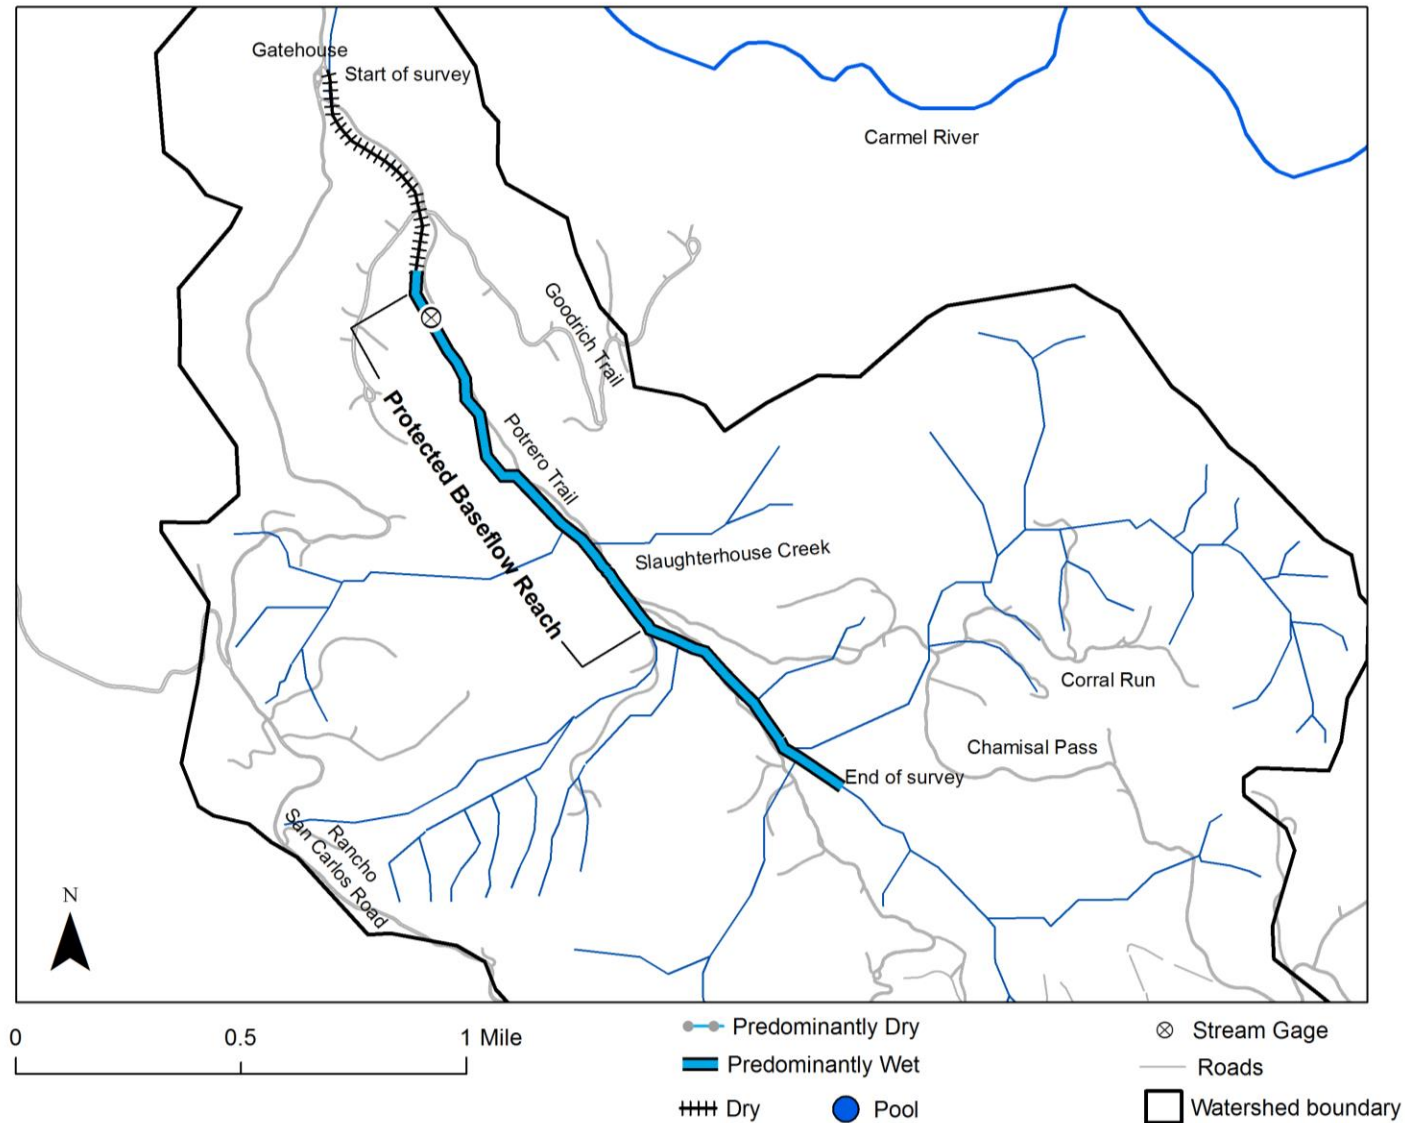 Gatehouse
Start of survey
Carmel River
Goodrich Trail
Protected Baseflow Reach
Potrero Trail
Slaughterhouse Creek
Corral Run
Chamisal Pass
End of survey
Rancho
San Carlos Road
N
0 0.5 1 Mile
Predominantly Dry
Predominantly Wet
Dry
Pool
Stream Gage
Roads
Watershed boundary